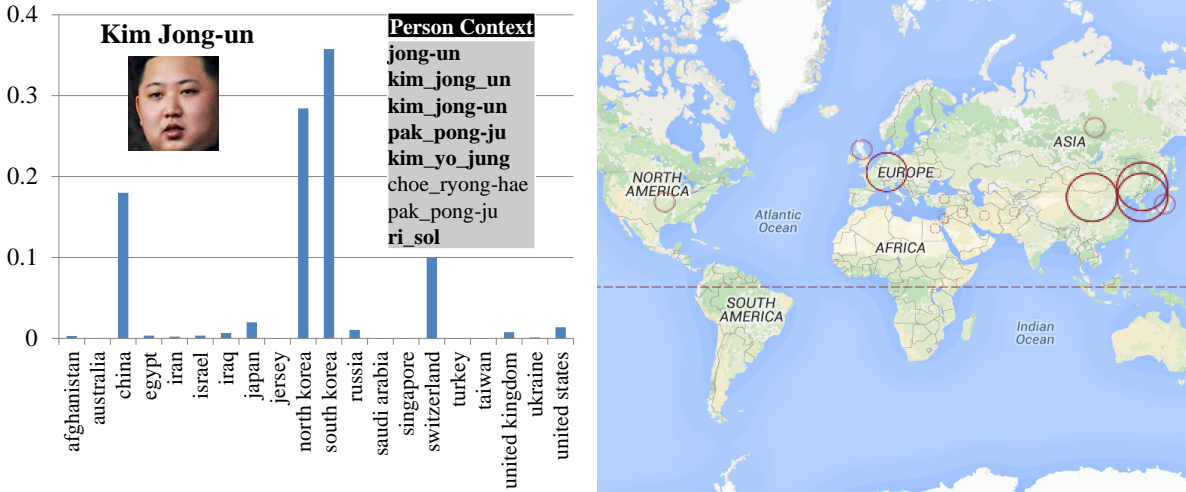 0.4
0.3
0.2
0.1
0
Kim Jong-un
Person Context
jong-un
kim_jong_un
kim_jong-un
pak_pong-ju
kim_yo_jung
choe_ryong-hae
pak_pong-ju
ri_sol
afghanistan
australia
china
egypt
iran
israel
iraq
japan
jersey
north korea
south korea
russia
saudi arabia
singapore
switzerland
turkey
taiwan
united kingdom
ukraine
united states
ASIA
EUROPE
NORTH
AMERICA
Atlantic
Ocean
AFRICA
SOUTH
AMERICA
Indian
Ocean